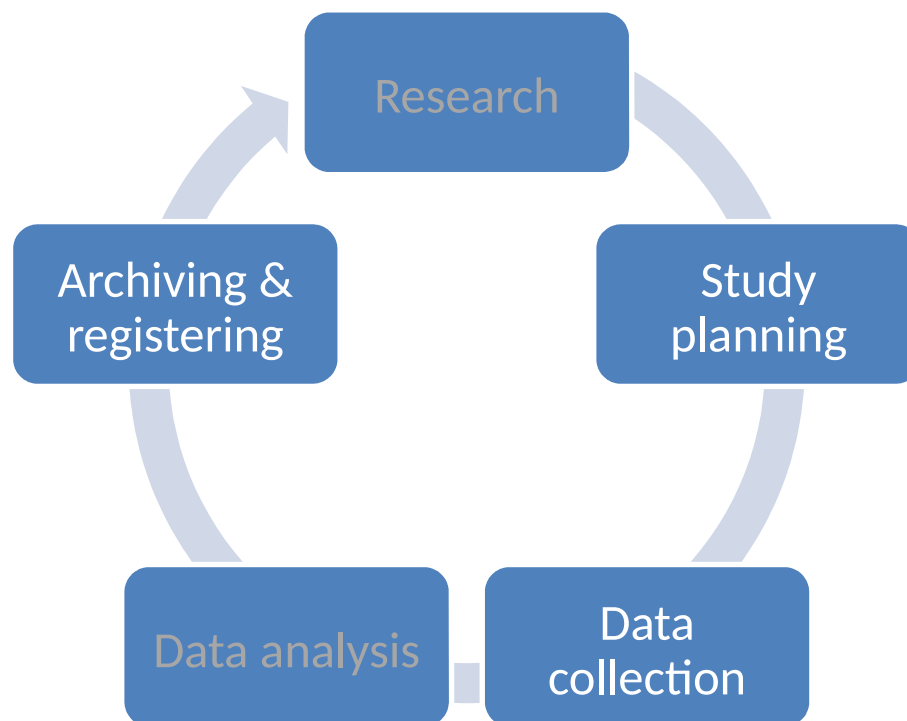 Research
Study
planning
Data
collection
Data analysis
Archiving &
registering